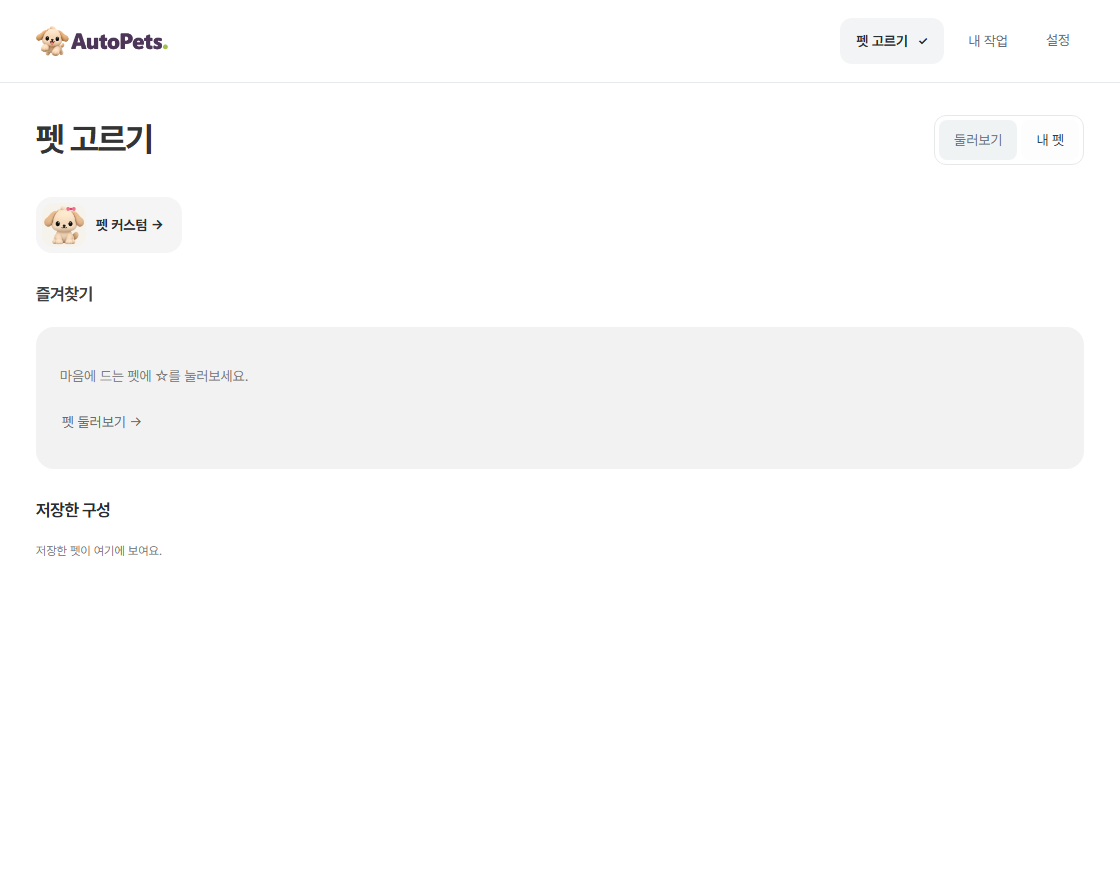 AutoPets.
펫 고르기 ✓
내 작업
설정
펫 고르기
둘러보기
내 펫
펫 커스텀 →
즐겨찾기
마음에 드는 펫에 ☆를 눌러보세요.
펫 둘러보기 →
저장한 구성
저장한 펫이 여기에 보여요.